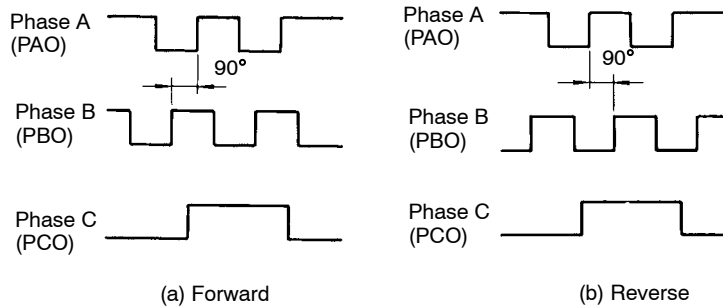 Phase A
(PAO)
90°
Phase B
(PBO)
Phase C
(PCO)
(a) Forward
Phase A
(PAO)
90°
Phase B
(PBO)
Phase C
(PCO)
(b) Reverse